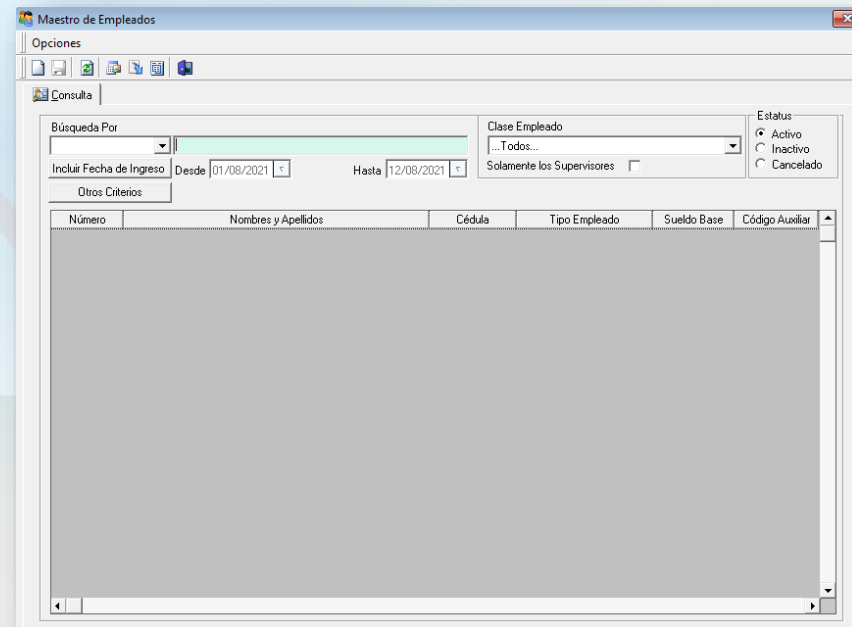 Maestro de Empleados
Opciones
Consulta
Búsqueda Por
Clase Empleado
...Todos...
Solamente los Supervisores
Estatus
Activo
Inactivo
Cancelado
Incluir Fecha de Ingreso Desde 01/08/2021 Hasta 12/08/2021
Otros Criterios
Número Nombres y Apellidos Cédula Tipo Empleado Sueldo Base Código Auxiliar